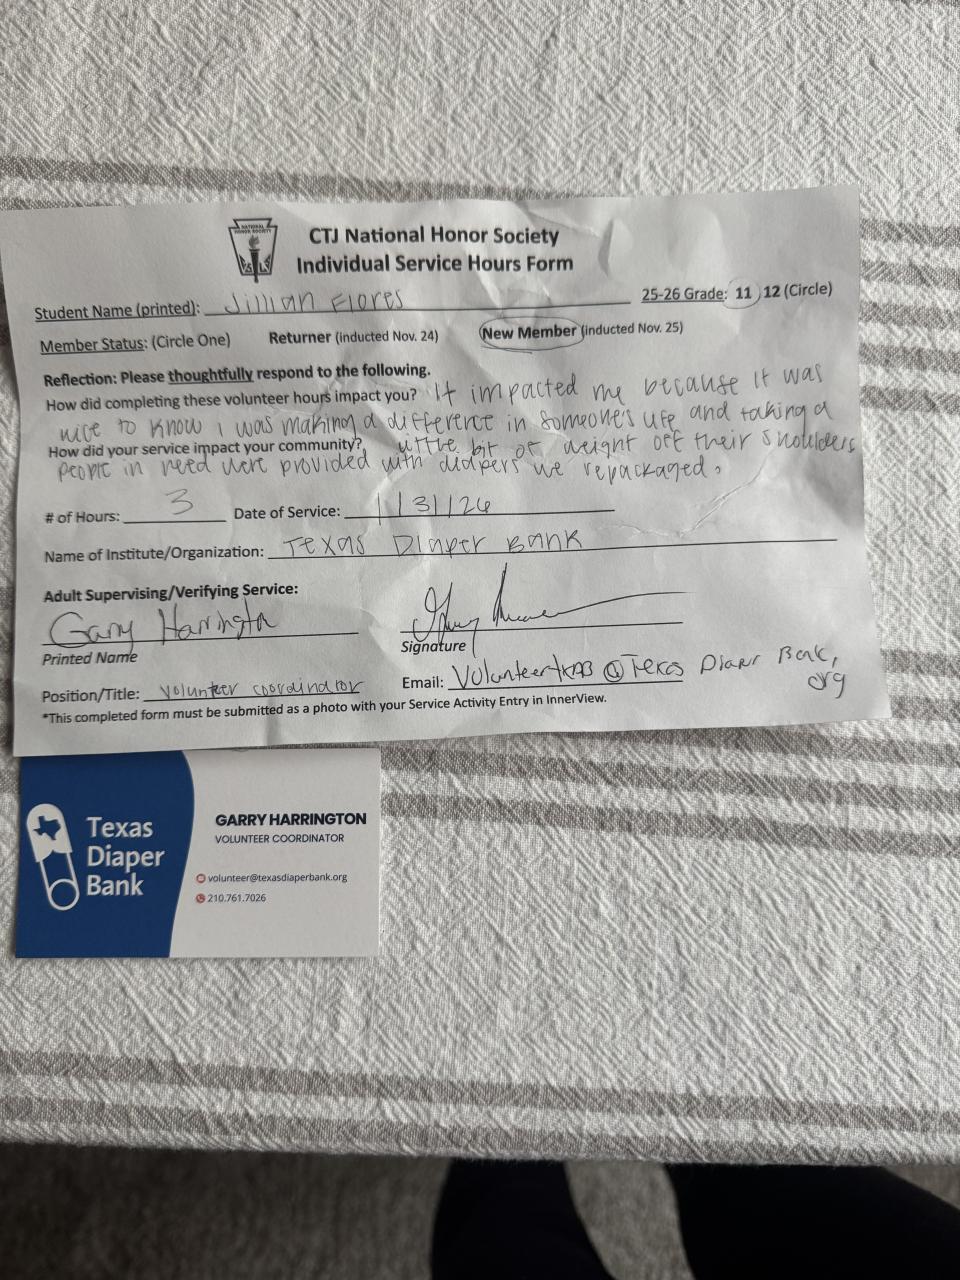 NATIONAL HONOR SOCIETY
CTJ National Honor Society
Individual Service Hours Form
Student Name (printed): Jillian Flores 25-26 Grade: 11 12 (Circle)
Member Status: (Circle One) Returner (inducted Nov. 24) New Member (inducted Nov. 25)
Reflection: Please thoughtfully respond to the following.
How did completing these volunteer hours impact you? It impacted me because it was
nice to know i was making a difference in someone's life and taking a
How did your service impact your community? little bit of weight off their shoulders
people in need were provided with diapers we repackaged.
# of Hours: 3 Date of Service: 1/31/26
Name of Institute/Organization: Texas Diaper Bank
Adult Supervising/Verifying Service:
Garry Harrington
Printed Name Signature
Position/Title: volunteer coordinator Email: Volunteer @ Texas Diaper Bank.
org
*This completed form must be submitted as a photo with your Service Activity Entry in InnerView.
Texas
Diaper
Bank
GARRY HARRINGTON
VOLUNTEER COORDINATOR
volunteer@texasdiaperbank.org
210.761.7026